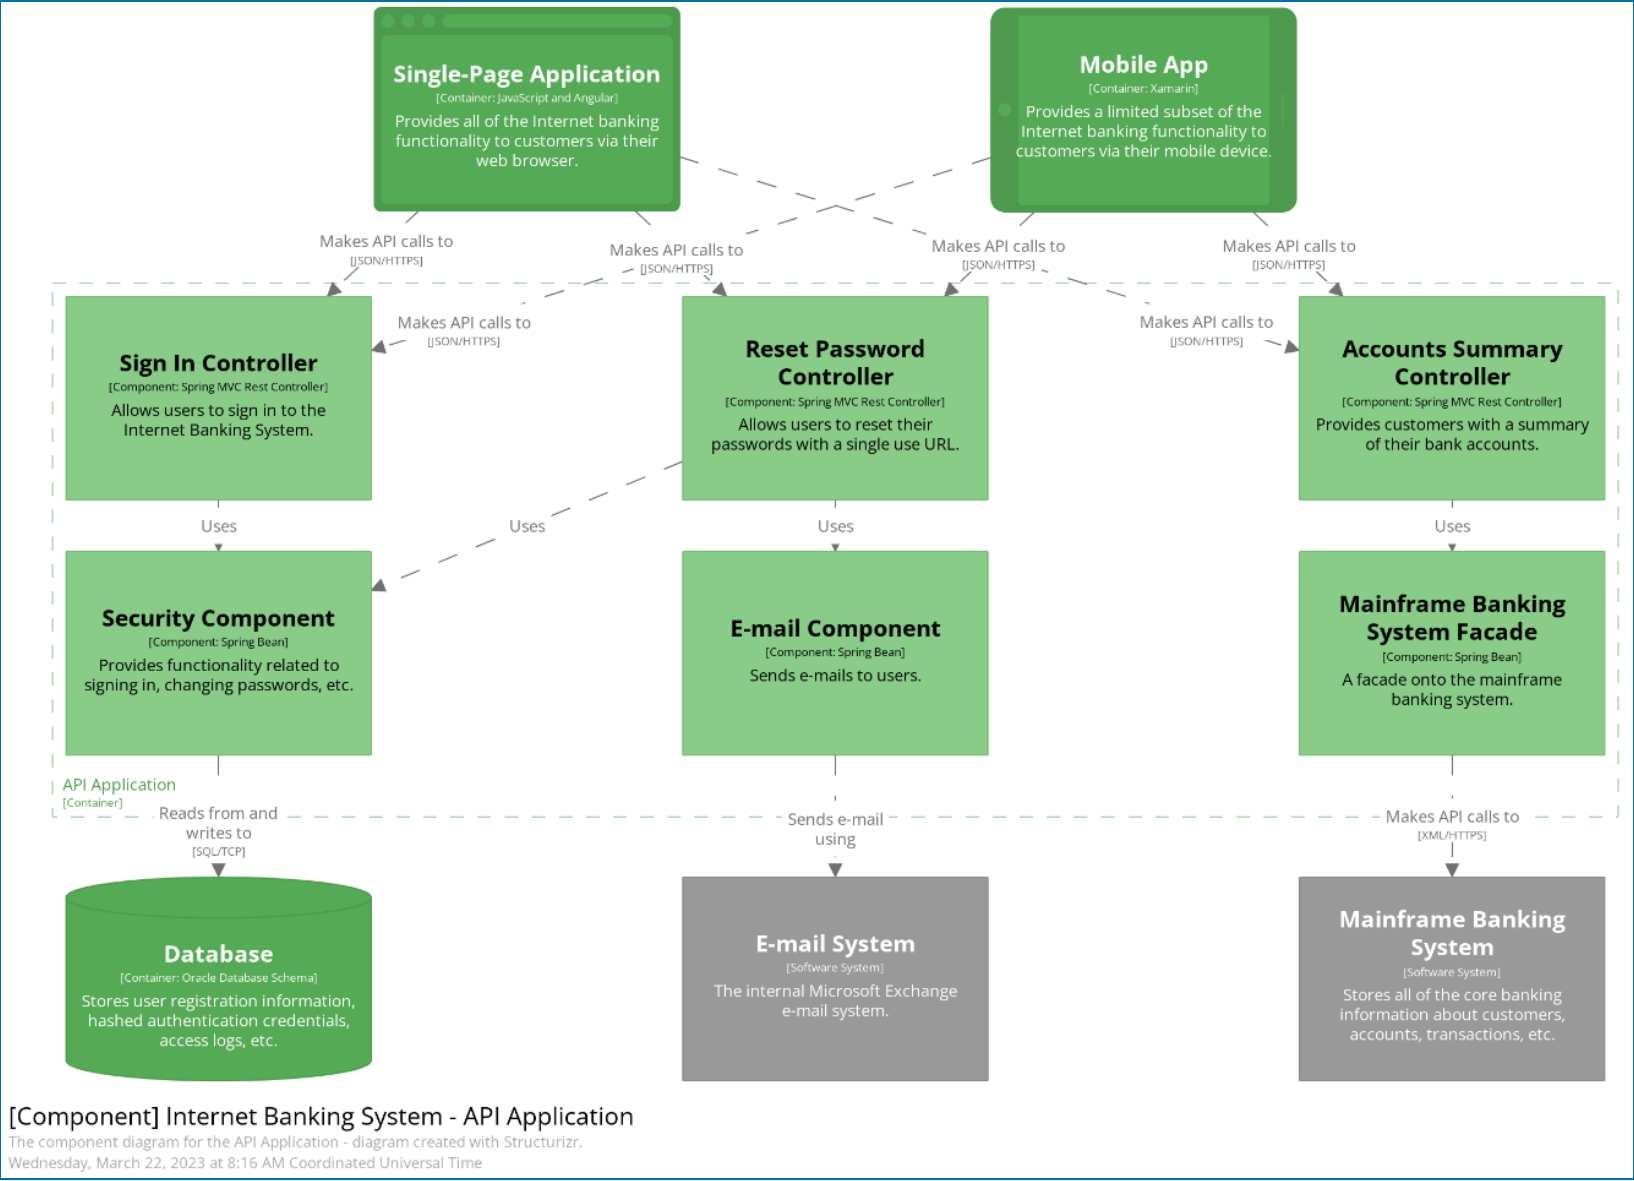 Single-Page Application
[Container: JavaScript and Angular]
Provides all of the Internet banking
functionality to customers via their
web browser.
Mobile App
[Container: Xamarin]
Provides a limited subset of the
Internet banking functionality to
customers via their mobile device.
Makes API calls to
[JSON/HTTPS]
Makes API calls to
[JSON/HTTPS]
Makes API calls to
[JSON/HTTPS]
Makes API calls to
[JSON/HTTPS]
Makes API calls to
[JSON/HTTPS]
Makes API calls to
[JSON/HTTPS]
Sign In Controller
[Component: Spring MVC Rest Controller]
Allows users to sign in to the
Internet Banking System.
Reset Password
Controller
[Component: Spring MVC Rest Controller]
Allows users to reset their
passwords with a single use URL.
Accounts Summary
Controller
[Component: Spring MVC Rest Controller]
Provides customers with a summary
of their bank accounts.
Uses
Uses
Uses
Uses
Security Component
[Component: Spring Bean]
Provides functionality related to
signing in, changing passwords, etc.
E-mail Component
[Component: Spring Bean]
Sends e-mails to users.
Mainframe Banking
System Facade
[Component: Spring Bean]
A facade onto the mainframe
banking system.
API Application
[Container]
Reads from and
writes to
[SQL/TCP]
Sends e-mail
using
Makes API calls to
[XML/HTTPS]
Database
[Container: Oracle Database Schema]
Stores user registration information,
hashed authentication credentials,
access logs, etc.
E-mail System
[Software System]
The internal Microsoft Exchange
e-mail system.
Mainframe Banking
System
[Software System]
Stores all of the core banking
information about customers,
accounts, transactions, etc.
[Component] Internet Banking System - API Application
The component diagram for the API Application - diagram created with Structurizr.
Wednesday, March 22, 2023 at 8:16 AM Coordinated Universal Time